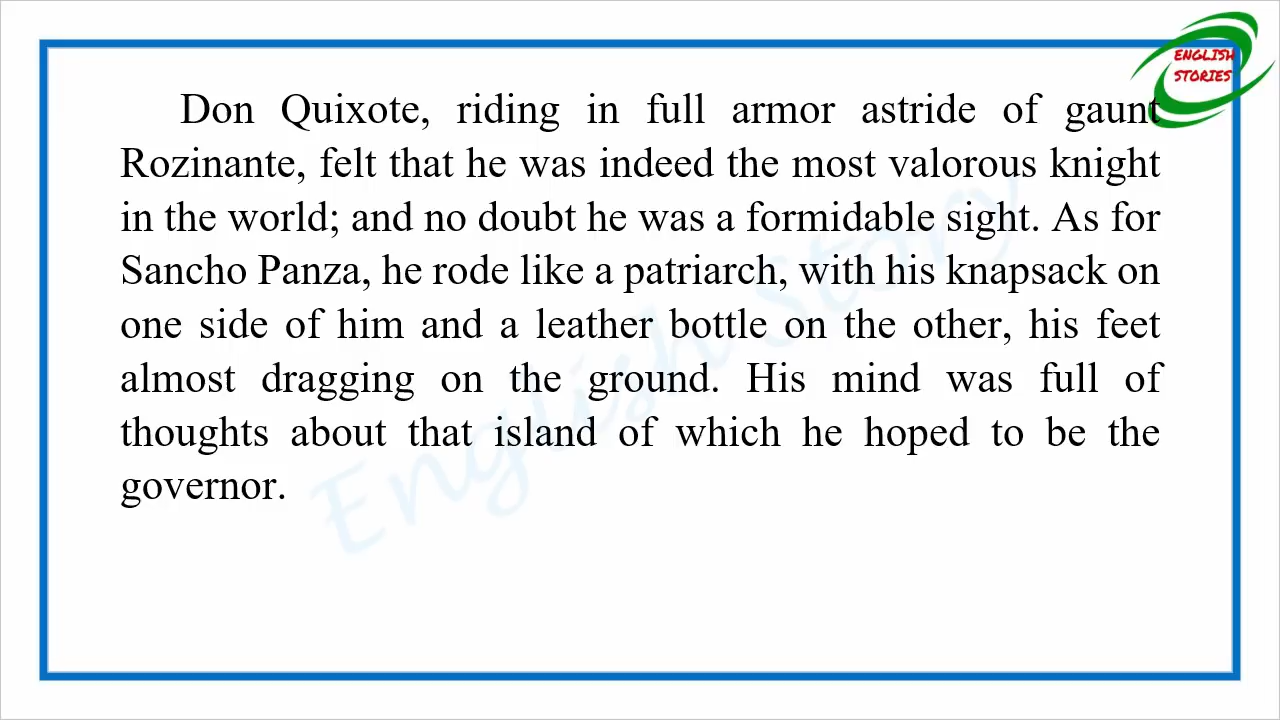 ENGLISH
STORIES
Don Quixote, riding in full armor astride of gaunt
Rozinante, felt that he was indeed the most valorous knight
in the world; and no doubt he was a formidable sight. As for
Sancho Panza, he rode like a patriarch, with his knapsack on
one side of him and a leather bottle on the other, his feet
almost dragging on the ground. His mind was full of
thoughts about that island of which he hoped to be the
governor.
English Story